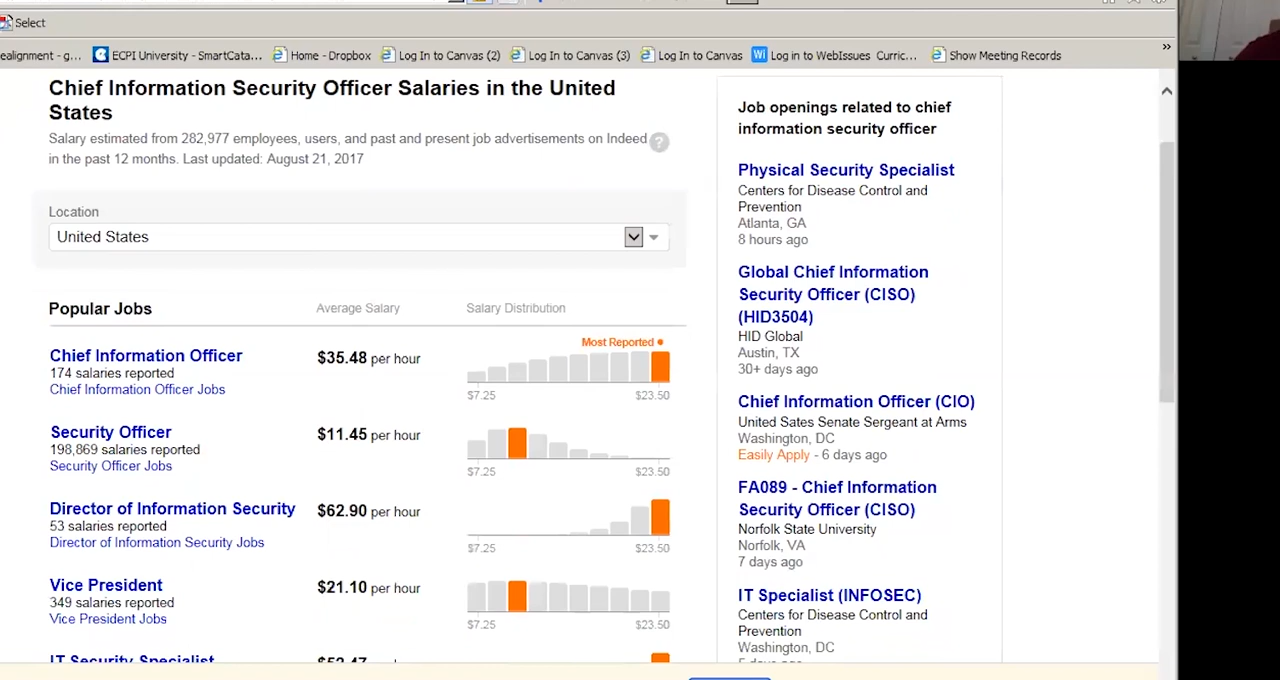 Select
ealignment - g... ECPI University - SmartCata... Home - Dropbox Log In to Canvas (2) Log In to Canvas (3) Log In to Canvas Wi Log in to WebIssues Curric... Show Meeting Records »
Chief Information Security Officer Salaries in the United
States
Salary estimated from 282,977 employees, users, and past and present job advertisements on Indeed ?
in the past 12 months. Last updated: August 21, 2017
Location
United States
Popular Jobs Average Salary Salary Distribution
Most Reported
Chief Information Officer $35.48 per hour
174 salaries reported
Chief Information Officer Jobs $7.25 $23.50
Security Officer $11.45 per hour
198,869 salaries reported
Security Officer Jobs $7.25 $23.50
Director of Information Security $62.90 per hour
53 salaries reported
Director of Information Security Jobs $7.25 $23.50
Vice President $21.10 per hour
349 salaries reported
Vice President Jobs $7.25 $23.50
IT Security Specialist $52.47
Job openings related to chief
information security officer
Physical Security Specialist
Centers for Disease Control and
Prevention
Atlanta, GA
8 hours ago
Global Chief Information
Security Officer (CISO)
(HID3504)
HID Global
Austin, TX
30+ days ago
Chief Information Officer (CIO)
United Sates Senate Sergeant at Arms
Washington, DC
Easily Apply - 6 days ago
FA089 - Chief Information
Security Officer (CISO)
Norfolk State University
Norfolk, VA
7 days ago
IT Specialist (INFOSEC)
Centers for Disease Control and
Prevention
Washington, DC